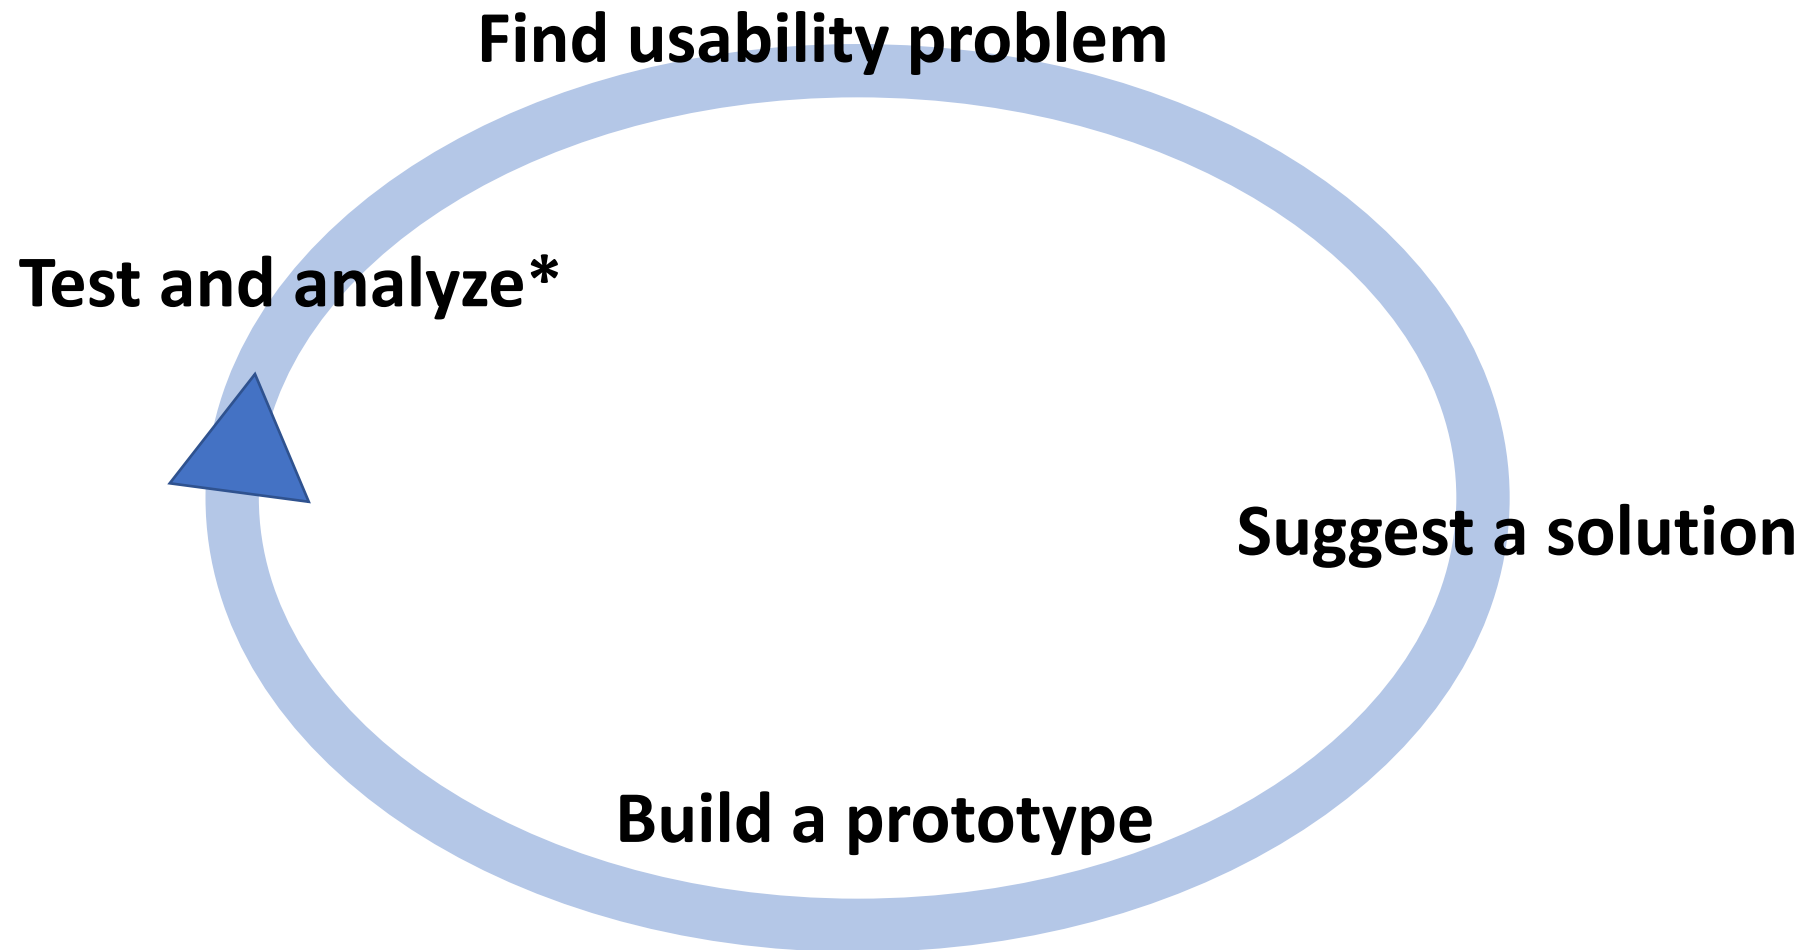 Find usability problem
Test and analyze*
Suggest a solution
Build a prototype